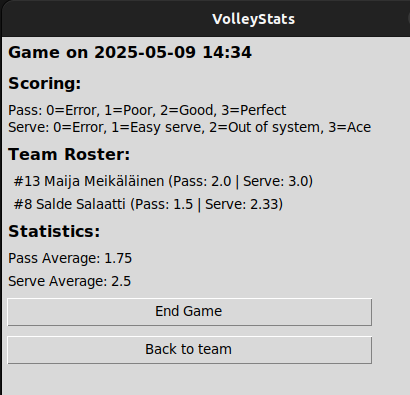 VolleyStats
Game on 2025-05-09 14:34
Scoring:
Pass: 0=Error, 1=Poor, 2=Good, 3=Perfect
Serve: 0=Error, 1=Easy serve, 2=Out of system, 3=Ace
Team Roster:
#13 Maija Meikäläinen (Pass: 2.0 | Serve: 3.0)
#8 Salde Salaatti (Pass: 1.5 | Serve: 2.33)
Statistics:
Pass Average: 1.75
Serve Average: 2.5
End Game
Back to team